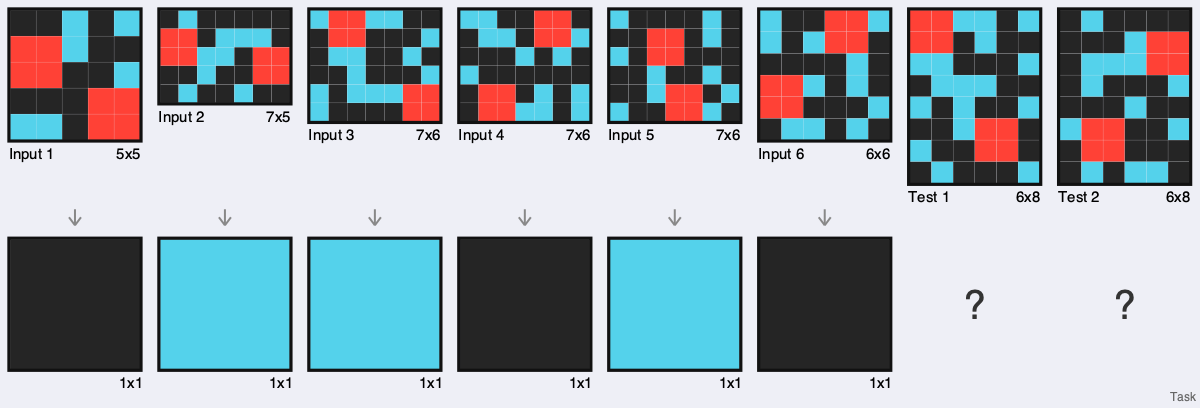 Input 1 5x5
Input 2 7x5
Input 3 7x6
Input 4 7x6
Input 5 7x6
Input 6 6x6
Test 1 6x8
Test 2 6x8
? ?
1x1 1x1 1x1 1x1 1x1 1x1
Task